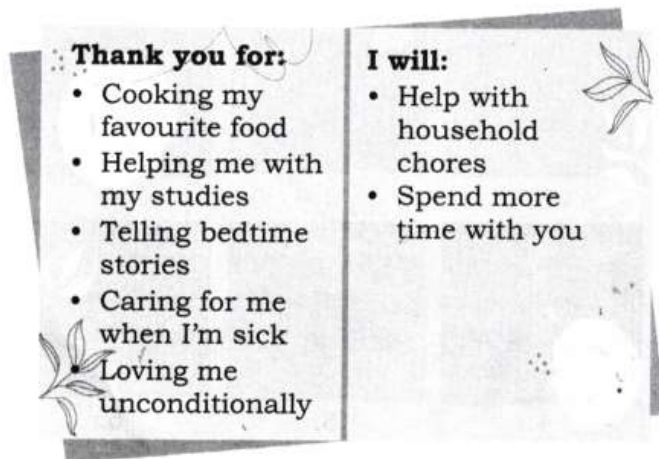 Thank you for:
• Cooking my
favourite food
• Helping me with
my studies
• Telling bedtime
stories
• Caring for me
when I'm sick
• Loving me
unconditionally
I will:
• Help with
household
chores
• Spend more
time with you